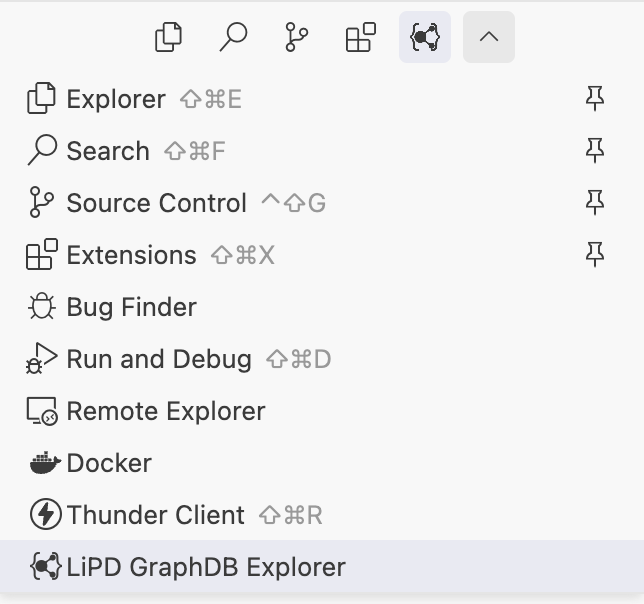 Explorer ⇧⌘E
Search ⇧⌘F
Source Control ⌃⇧G
Extensions ⇧⌘X
Bug Finder
Run and Debug ⇧⌘D
Remote Explorer
Docker
Thunder Client ⇧⌘R
LiPD GraphDB Explorer